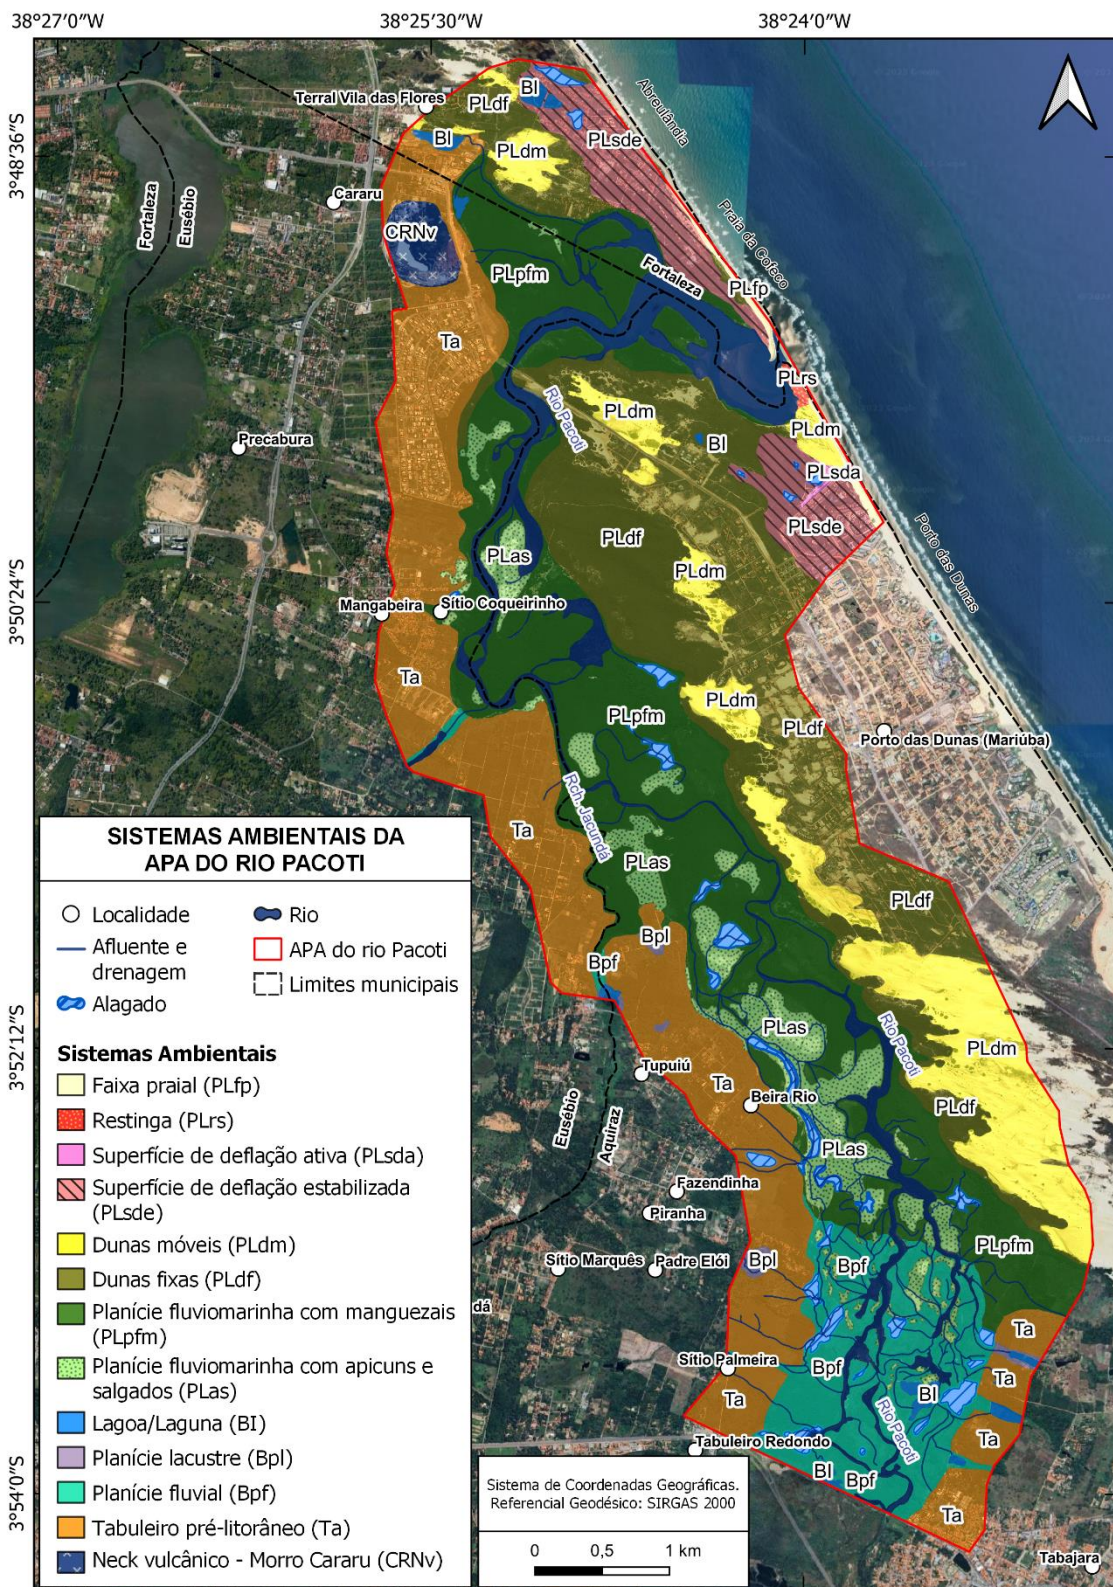 38°27′0″W
38°25′30″W
38°24′0″W
3°48′36″S
3°50′24″S
3°52′12″S
3°54′0″S
Terral Vila das Flores
PLdf
BI
BI
PLdm
PLsde
Abreulândia
Fortaleza
Eusébio
Cararu
CRNv
PLpfm
Fortaleza
Praia da Cofeco
PLfp
Ta
PLrs
Rio Pacoti
PLdm
PLdm
BI
PLsda
PLsde
Precabura
PLdf
PLas
PLdm
Porto das Dunas
Mangabeira
Sítio Coqueirinho
Ta
PLdm
PLpfm
PLdf
Porto das Dunas (Mariúba)
Rch. Jacundá
Ta
PLas
PLdf
Bpl
Bpf
PLas
Rio Pacoti
PLdm
Tupuiú
Ta
Beira Rio
PLdf
Eusébio
Aquiraz
PLas
Fazendinha
Piranha
PLpfm
Sítio Marquês
Padre Elói
Bpl
Bpf
dá
Ta
Sítio Palmeira
Bpf
Ta
Ta
BI
Rio Pacoti
Ta
Tabuleiro Redondo
BI
Bpf
Ta
Tabajara
SISTEMAS AMBIENTAIS DA
APA DO RIO PACOTI
Localidade
Afluente e
drenagem
Alagado
Rio
APA do rio Pacoti
Limites municipais
Sistemas Ambientais
Faixa praial (PLfp)
Restinga (PLrs)
Superfície de deflação ativa (PLsda)
Superfície de deflação estabilizada
(PLsde)
Dunas móveis (PLdm)
Dunas fixas (PLdf)
Planície fluviomarinha com manguezais
(PLpfm)
Planície fluviomarinha com apicuns e
salgados (PLas)
Lagoa/Laguna (BI)
Planície lacustre (Bpl)
Planície fluvial (Bpf)
Tabuleiro pré-litorâneo (Ta)
Neck vulcânico - Morro Cararu (CRNv)
Sistema de Coordenadas Geográficas.
Referencial Geodésico: SIRGAS 2000
0 0,5 1 km